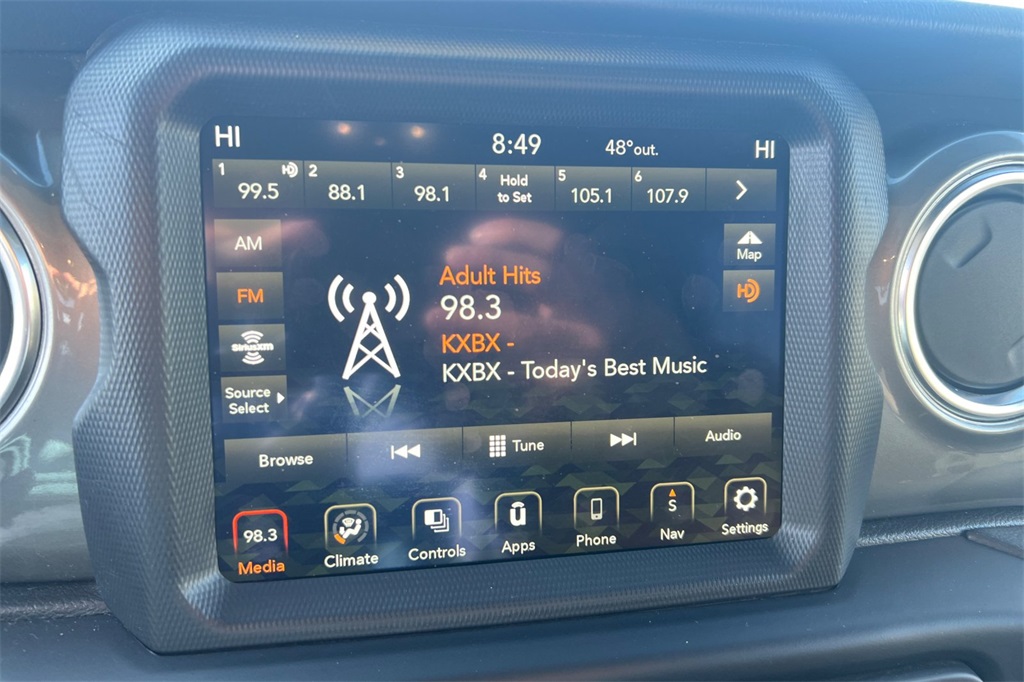 HI 8:49 48°out. HI
1 99.5 HD 2 88.1 3 98.1 4 Hold to Set 5 105.1 6 107.9
AM
Map
FM
HD
SiriusXM
Source
Select
Adult Hits
98.3
KXBX -
KXBX - Today's Best Music
Browse Tune Audio
98.3 S
Media Climate Controls Apps Phone Nav Settings